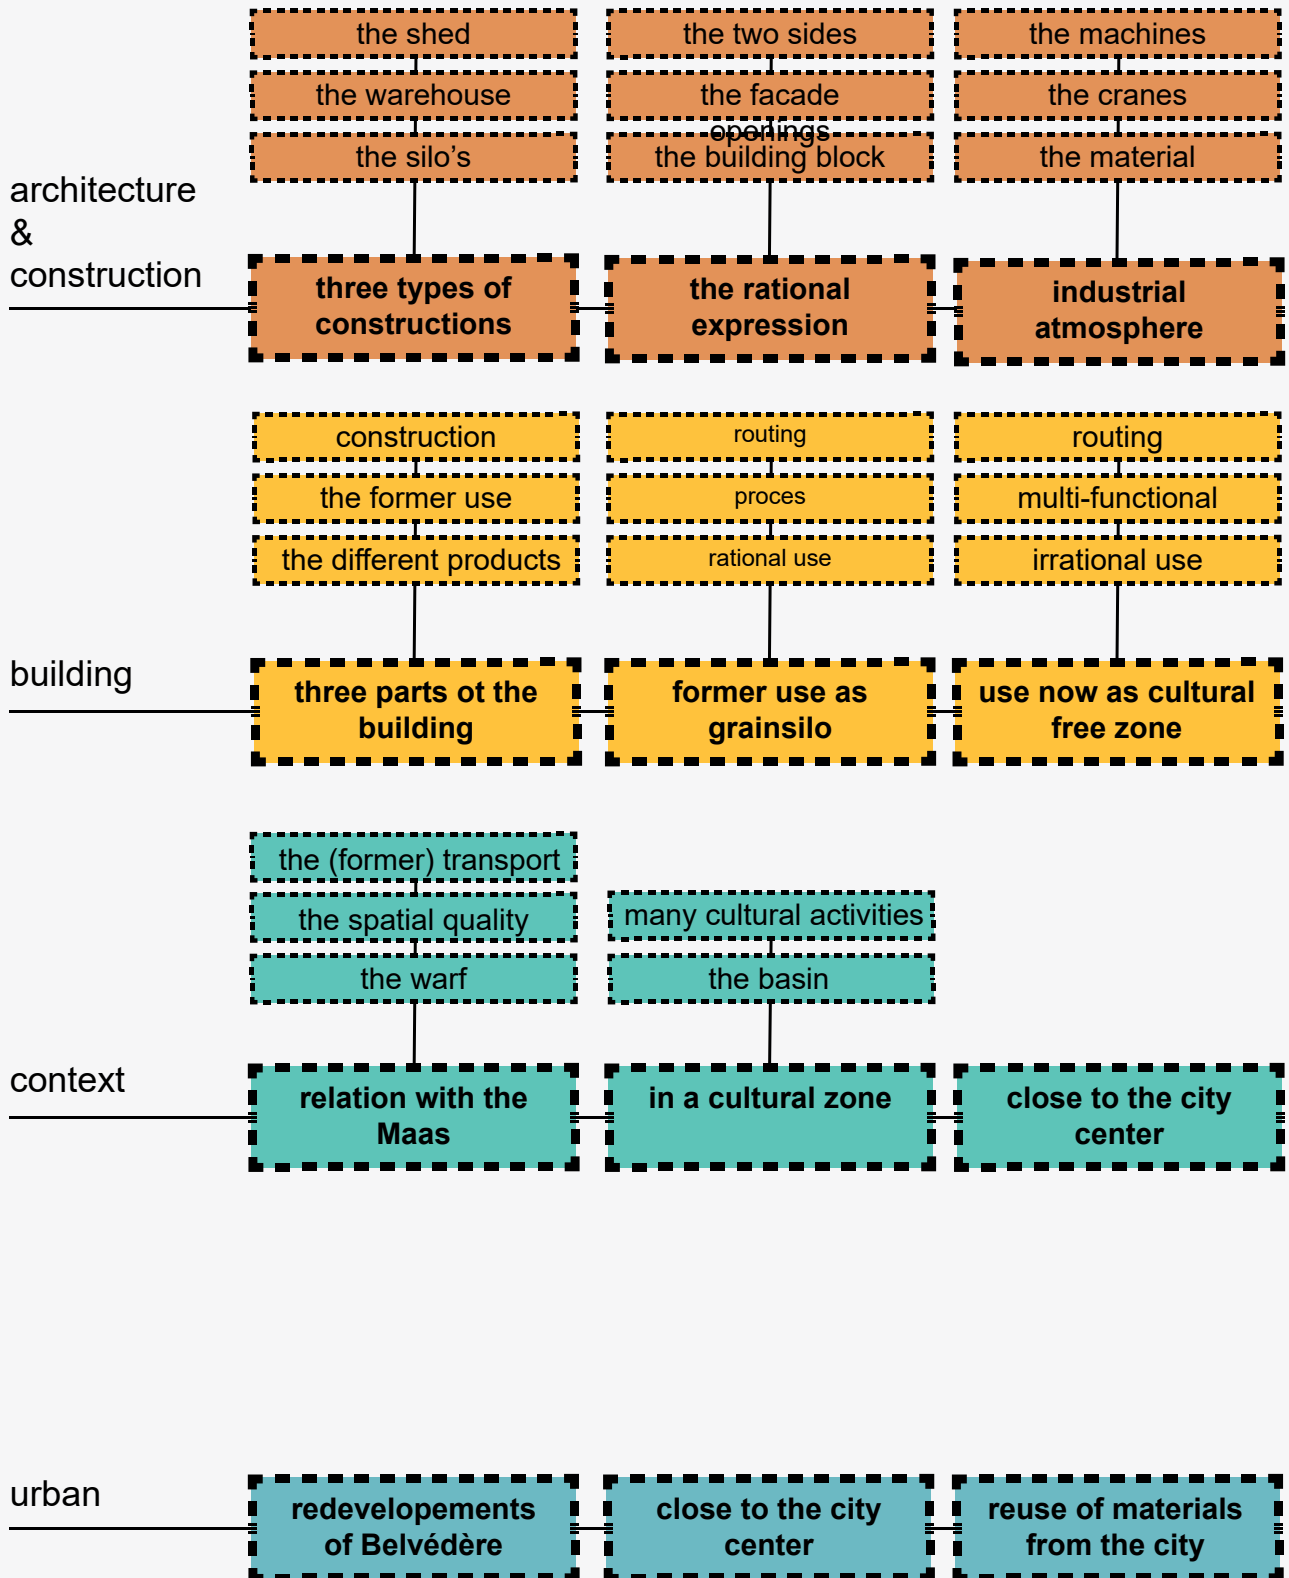 the shed
the two sides
the machines
the warehouse
the facade
openings
the cranes
the silo’s
the building block
the material
architecture
&
construction
three types of
constructions
the rational
expression
industrial
atmosphere
construction
routing
routing
the former use
proces
multi-functional
the different products
rational use
irrational use
building
three parts ot the
building
former use as
grainsilo
use now as cultural
free zone
the (former) transport
the spatial quality
many cultural activities
the warf
the basin
context
relation with the
Maas
in a cultural zone
close to the city
center
urban
redevelopements
of Belvédère
close to the city
center
reuse of materials
from the city